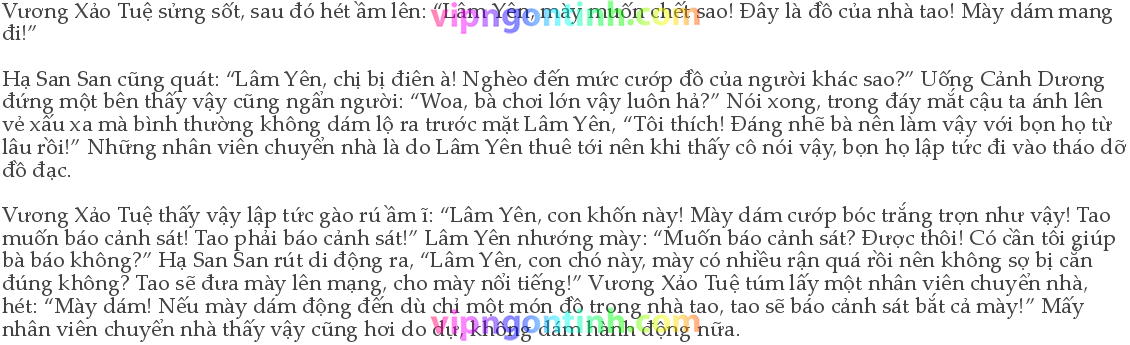 Vương Xảo Tuệ sửng sốt, sau đó hét ầm lên: “Lâm Yên, mày muốn chết sao! Đây là đồ của nhà tao! Mày dám mang
đi!”
vipngontinh.com
Hạ San San cũng quát: “Lâm Yên, chị bị điên à! Nghèo đến mức cướp đồ của người khác sao?” Uống Cảnh Dương
đứng một bên thấy vậy cũng ngẩn người: “Woa, bà chơi lớn vậy luôn hả?” Nói xong, trong đáy mắt cậu ta ánh lên
vẻ xấu xa mà bình thường không dám lộ ra trước mặt Lâm Yên, “Tôi thích! Đáng nhẽ bà nên làm vậy với bọn họ từ
lâu rồi!” Những nhân viên chuyển nhà là do Lâm Yên thuê tới nên khi thấy cô nói vậy, bọn họ lập tức đi vào tháo dỡ
đồ đạc.
Vương Xảo Tuệ thấy vậy lập tức gào rú ầm ĩ: “Lâm Yên, con khốn này! Mày dám cướp bóc trắng trợn như vậy! Tao
muốn báo cảnh sát! Tao phải báo cảnh sát!” Lâm Yên nhướng mày: “Muốn báo cảnh sát? Được thôi! Có cần tôi giúp
bà báo không?” Hạ San San rút di động ra, “Lâm Yên, con chó này, mày có nhiều rận quá rồi nên không sợ bị cắn
đúng không? Tao sẽ đưa mày lên mạng, cho mày nổi tiếng!” Vương Xảo Tuệ túm lấy một nhân viên chuyển nhà,
hét: “Mày dám! Nếu mày dám động đến dù chỉ một món đồ trong nhà tao, tao sẽ báo cảnh sát bắt cả mày!” Mấy
nhân viên chuyển nhà thấy vậy cũng hơi do dự, không dám hành động nữa.
vipngontinh.com